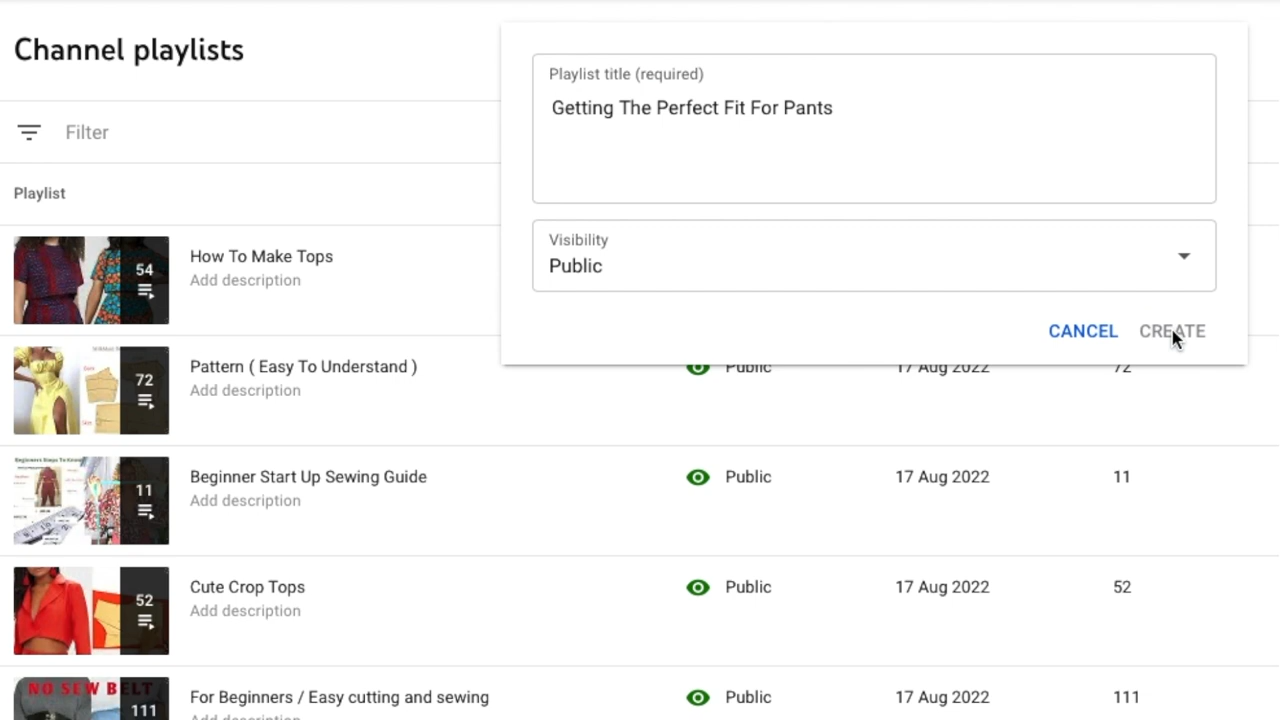 Channel playlists
Filter
Playlist
Playlist title (required)
Getting The Perfect Fit For Pants
Visibility
Public
CANCEL CREATE
54
How To Make Tops
Add description
72
Pattern ( Easy To Understand )
Add description
Public 17 Aug 2022 72
11
Beginner Start Up Sewing Guide
Add description
Public 17 Aug 2022 11
52
Cute Crop Tops
Add description
Public 17 Aug 2022 52
NO SEW BELT
111
For Beginners / Easy cutting and sewing
Add description
Public 17 Aug 2022 111